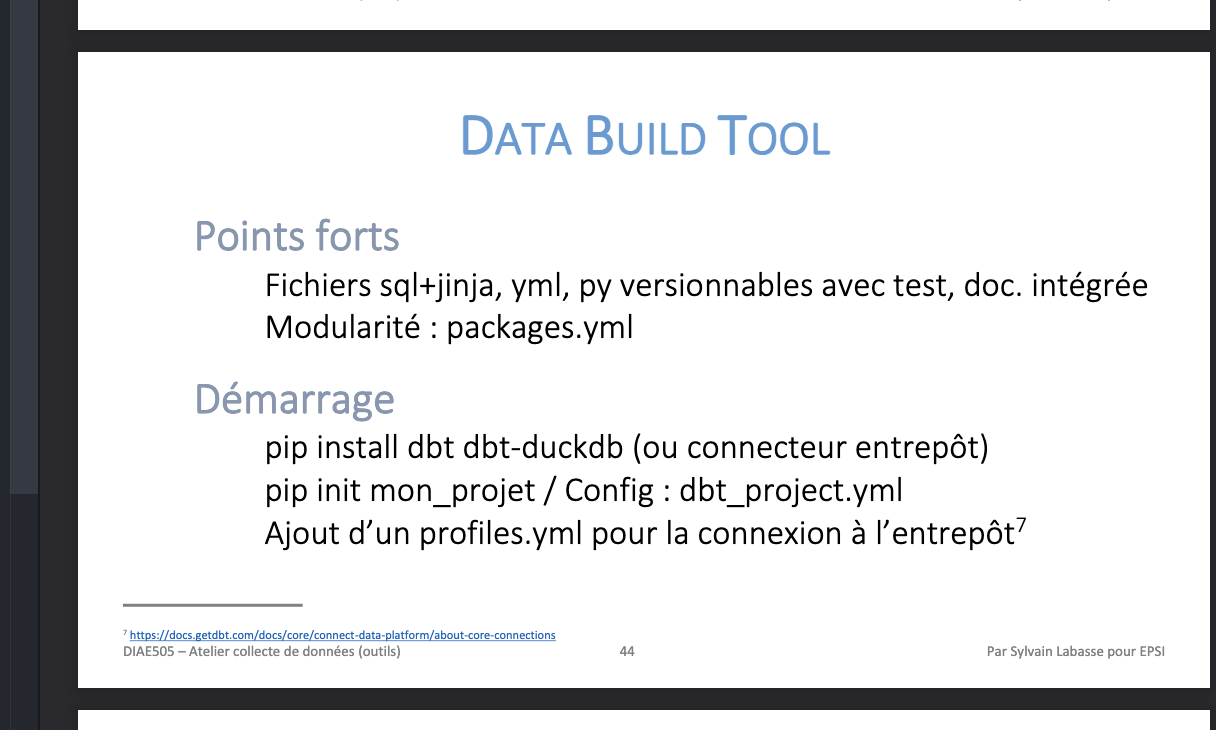 DATA BUILD TOOL
Points forts
Fichiers sql+jinja, yml, py versionnables avec test, doc. intégrée
Modularité : packages.yml
Démarrage
pip install dbt dbt-duckdb (ou connecteur entrepôt)
pip init mon_projet / Config : dbt_project.yml
Ajout d’un profiles.yml pour la connexion à l’entrepôt7
7 https://docs.getdbt.com/docs/core/connect-data-platform/about-core-connections
DIAE505 – Atelier collecte de données (outils) 44 Par Sylvain Labasse pour EPSI